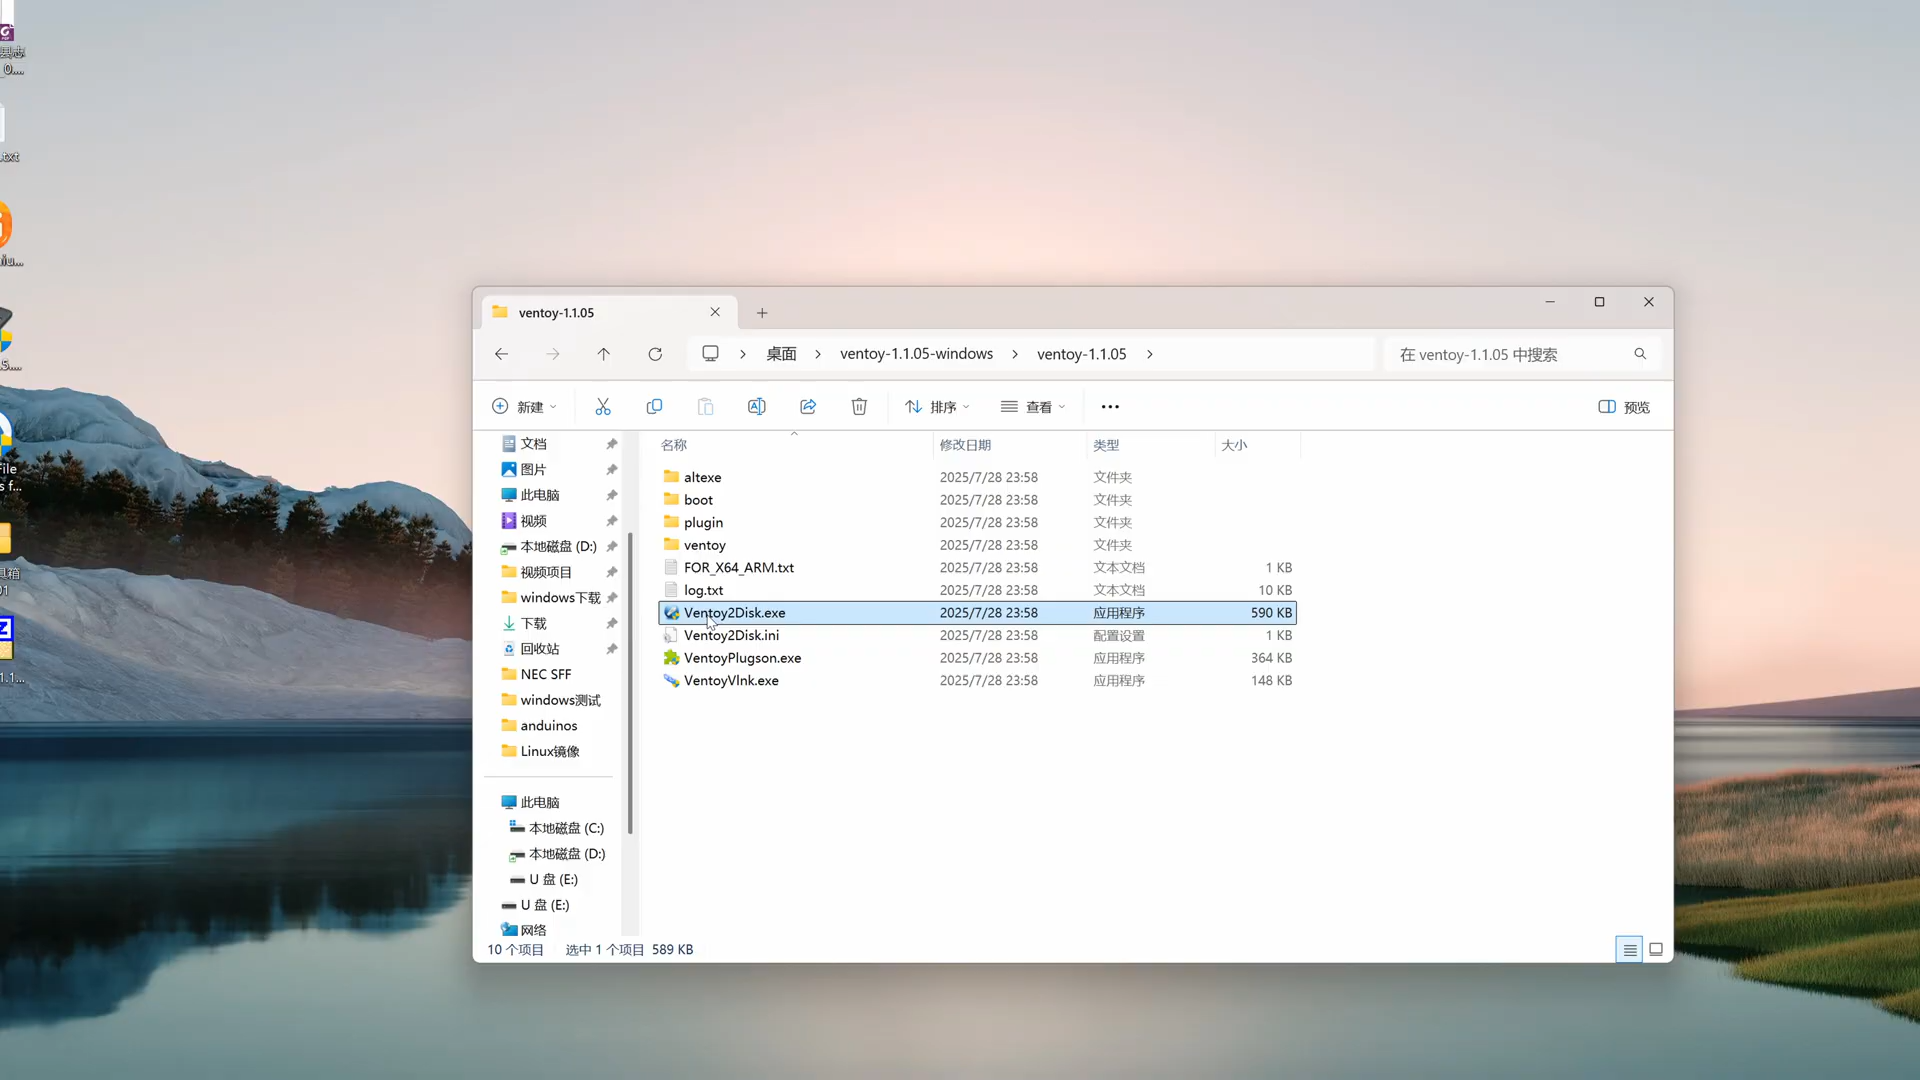 ventoy-1.1.05
桌面
ventoy-1.1.05-windows
ventoy-1.1.05
在 ventoy-1.1.05 中搜索
新建
排序
查看
预览
名称 修改日期 类型 大小
altexe 2025/7/28 23:58 文件夹
boot 2025/7/28 23:58 文件夹
plugin 2025/7/28 23:58 文件夹
ventoy 2025/7/28 23:58 文件夹
FOR_X64_ARM.txt 2025/7/28 23:58 文本文档 1 KB
log.txt 2025/7/28 23:58 文本文档 10 KB
Ventoy2Disk.exe 2025/7/28 23:58 应用程序 590 KB
Ventoy2Disk.ini 2025/7/28 23:58 配置设置 1 KB
VentoyPlugson.exe 2025/7/28 23:58 应用程序 364 KB
VentoyVlnk.exe 2025/7/28 23:58 应用程序 148 KB
文档
图片
此电脑
视频
本地磁盘 (D:)
视频项目
windows下载
下载
回收站
NEC SFF
windows测试
anduinos
Linux镜像
此电脑
本地磁盘 (C:)
本地磁盘 (D:)
U 盘 (E:)
U 盘 (E:)
网络
10 个项目 选中 1 个项目 589 KB